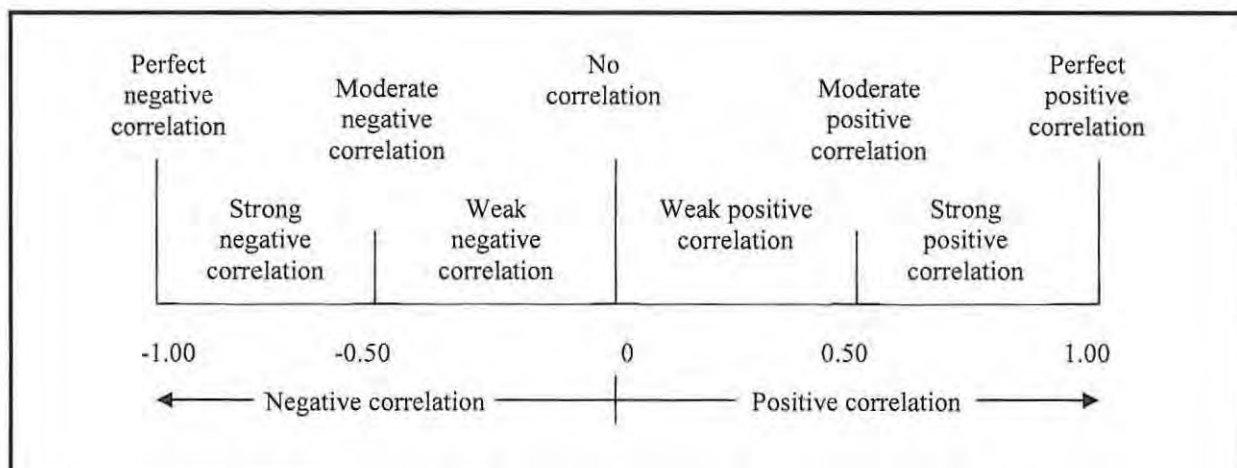 Perfect
negative
correlation
Moderate
negative
correlation
No
correlation
Moderate
positive
correlation
Perfect
positive
correlation
Strong
negative
correlation
Weak
negative
correlation
Weak positive
correlation
Strong
positive
correlation
-1.00
-0.50
0
0.50
1.00
Negative correlation
Positive correlation